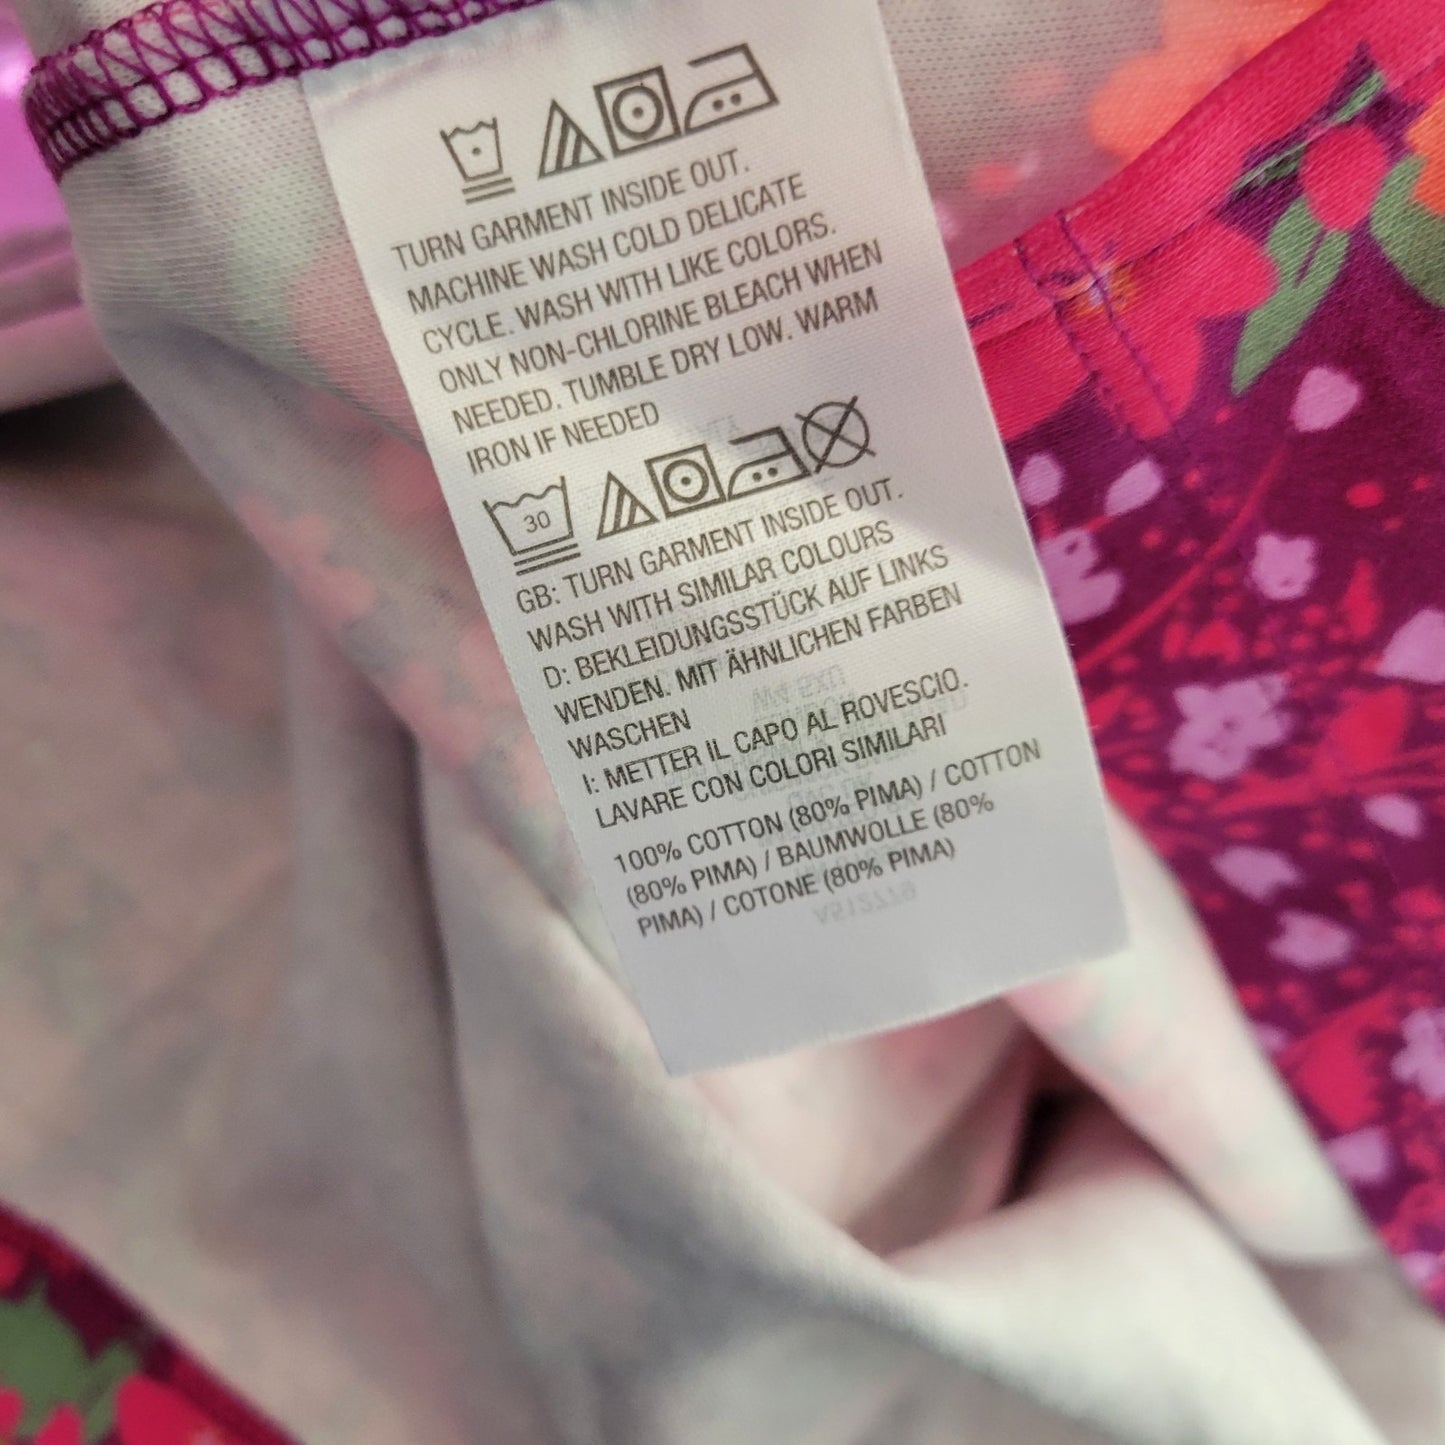 TURN GARMENT INSIDE OUT.
MACHINE WASH COLD DELICATE
CYCLE. WASH WITH LIKE COLORS.
ONLY NON-CHLORINE BLEACH WHEN
NEEDED. TUMBLE DRY LOW. WARM
IRON IF NEEDED
30
GB: TURN GARMENT INSIDE OUT.
WASH WITH SIMILAR COLOURS
D: BEKLEIDUNGSSTÜCK AUF LINKS
WENDEN. MIT ÄHNLICHEN FARBEN
WASCHEN
I: METTER IL CAPO AL ROVESCIO.
LAVARE CON COLORI SIMILARI
100% COTTON (80% PIMA) / COTTON
(80% PIMA) / BAUMWOLLE (80%
PIMA) / COTONE (80% PIMA)